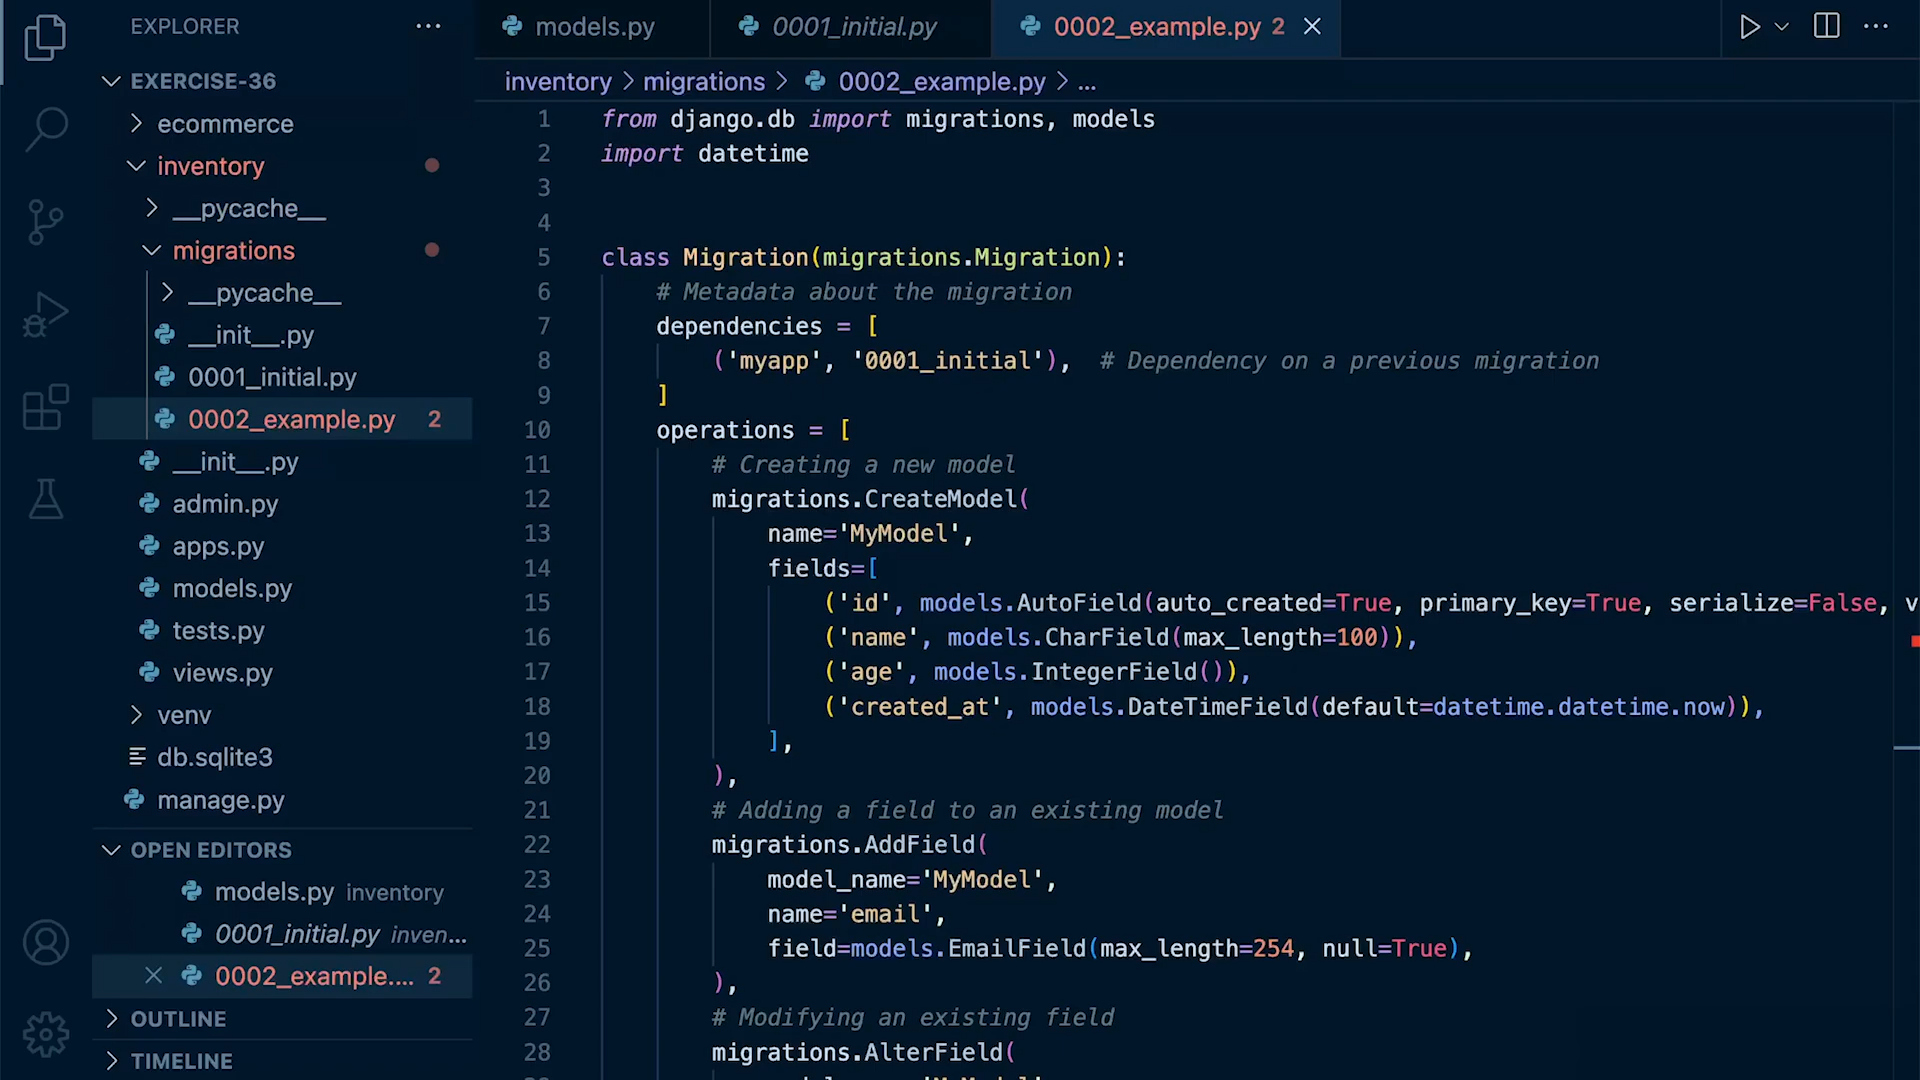 EXPLORER
EXERCISE-36
ecommerce
inventory
__pycache__
migrations
__pycache__
__init__.py
0001_initial.py
0002_example.py 2
__init__.py
admin.py
apps.py
models.py
tests.py
views.py
venv
db.sqlite3
manage.py
OPEN EDITORS
models.py inventory
0001_initial.py inven...
0002_example.... 2
OUTLINE
TIMELINE
models.py 0001_initial.py 0002_example.py 2
inventory > migrations > 0002_example.py > ...
1 from django.db import migrations, models
2 import datetime
3
4
5 class Migration(migrations.Migration):
6 # Metadata about the migration
7 dependencies = [
8 ('myapp', '0001_initial'), # Dependency on a previous migration
9 ]
10 operations = [
11 # Creating a new model
12 migrations.CreateModel(
13 name='MyModel',
14 fields=[
15 ('id', models.AutoField(auto_created=True, primary_key=True, serialize=False, v
16 ('name', models.CharField(max_length=100)),
17 ('age', models.IntegerField()),
18 ('created_at', models.DateTimeField(default=datetime.datetime.now)),
19 ],
20 ),
21 # Adding a field to an existing model
22 migrations.AddField(
23 model_name='MyModel',
24 name='email',
25 field=models.EmailField(max_length=254, null=True),
26 ),
27 # Modifying an existing field
28 migrations.AlterField(